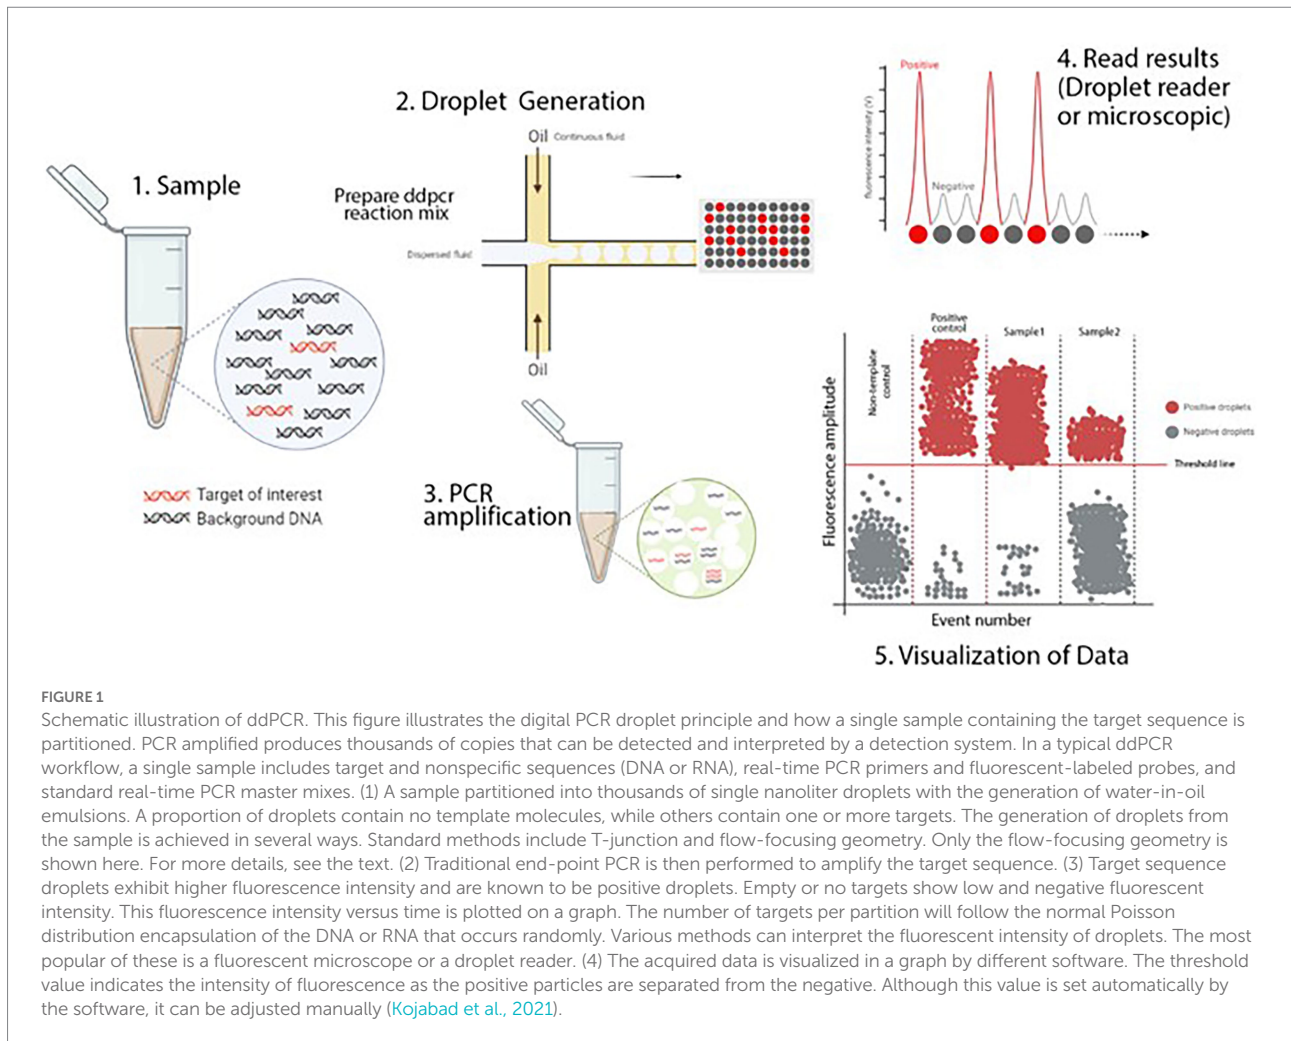 1. Sample
Target of interest
Background DNA
2. Droplet Generation
Oil Continuous fluid
Prepare ddpcr
reaction mix
Dispersed fluid
Oil
3. PCR
amplification
4. Read results
(Droplet reader
or microscopic)
Positive
Negative
fluorescence intensity (V)
Positive
control
Sample1
Sample2
Non-template
control
Fluorescence amplitude
Positive droplets
Negative droplets
Threshold line
Event number
5. Visualization of Data
FIGURE 1
Schematic illustration of ddPCR. This figure illustrates the digital PCR droplet principle and how a single sample containing the target sequence is
partitioned. PCR amplified produces thousands of copies that can be detected and interpreted by a detection system. In a typical ddPCR
workflow, a single sample includes target and nonspecific sequences (DNA or RNA), real-time PCR primers and fluorescent-labeled probes, and
standard real-time PCR master mixes. (1) A sample partitioned into thousands of single nanoliter droplets with the generation of water-in-oil
emulsions. A proportion of droplets contain no template molecules, while others contain one or more targets. The generation of droplets from
the sample is achieved in several ways. Standard methods include T-junction and flow-focusing geometry. Only the flow-focusing geometry is
shown here. For more details, see the text. (2) Traditional end-point PCR is then performed to amplify the target sequence. (3) Target sequence
droplets exhibit higher fluorescence intensity and are known to be positive droplets. Empty or no targets show low and negative fluorescent
intensity. This fluorescence intensity versus time is plotted on a graph. The number of targets per partition will follow the normal Poisson
distribution encapsulation of the DNA or RNA that occurs randomly. Various methods can interpret the fluorescent intensity of droplets. The most
popular of these is a fluorescent microscope or a droplet reader. (4) The acquired data is visualized in a graph by different software. The threshold
value indicates the intensity of fluorescence as the positive particles are separated from the negative. Although this value is set automatically by
the software, it can be adjusted manually (Kojabad et al., 2021).